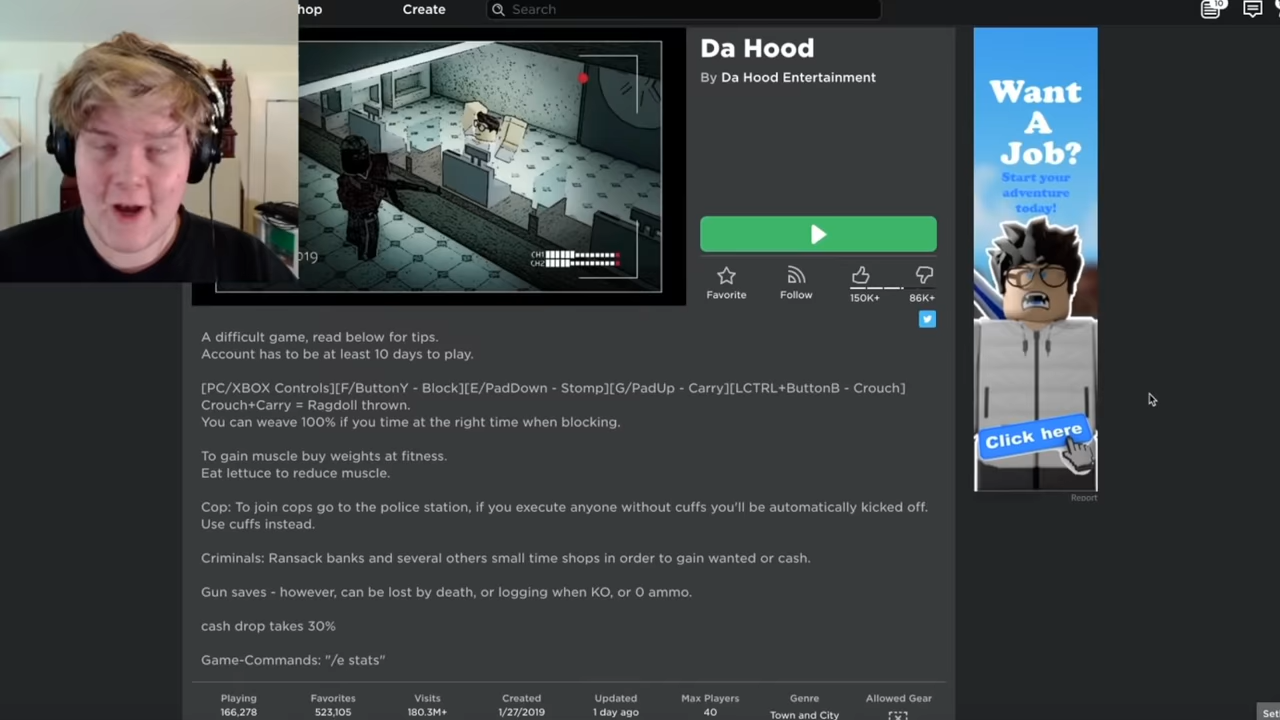 hop
Create
Search
10
Da Hood
By Da Hood Entertainment
019
CH1
CH2
Favorite
Follow
150K+
86K+
A difficult game, read below for tips.
Account has to be at least 10 days to play.
[PC/XBOX Controls][F/ButtonY - Block][E/PadDown - Stomp][G/PadUp - Carry][LCTRL+ButtonB - Crouch]
Crouch+Carry = Ragdoll thrown.
You can weave 100% if you time at the right time when blocking.
To gain muscle buy weights at fitness.
Eat lettuce to reduce muscle.
Cop: To join cops go to the police station, if you execute anyone without cuffs you'll be automatically kicked off.
Use cuffs instead.
Criminals: Ransack banks and several others small time shops in order to gain wanted or cash.
Gun saves - however, can be lost by death, or logging when KO, or 0 ammo.
cash drop takes 30%
Game-Commands: "/e stats"
Playing
Favorites
Visits
Created
Updated
Max Players
Genre
Allowed Gear
166,278
523,105
180.3M+
1/27/2019
1 day ago
40
Town and City
Want
A
Job?
Start your
adventure
today!
Click here
Report
Set